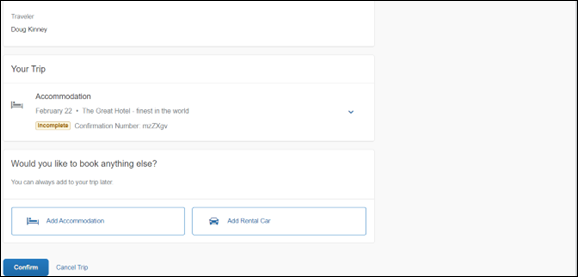 Traveler
Doug Kinney
Your Trip
Accommodation
February 22 • The Great Hotel - finest in the world
Incomplete Confirmation Number: mzZXgv
Would you like to book anything else?
You can always add to your trip later.
Add Accommodation
Add Rental Car
Confirm
Cancel Trip